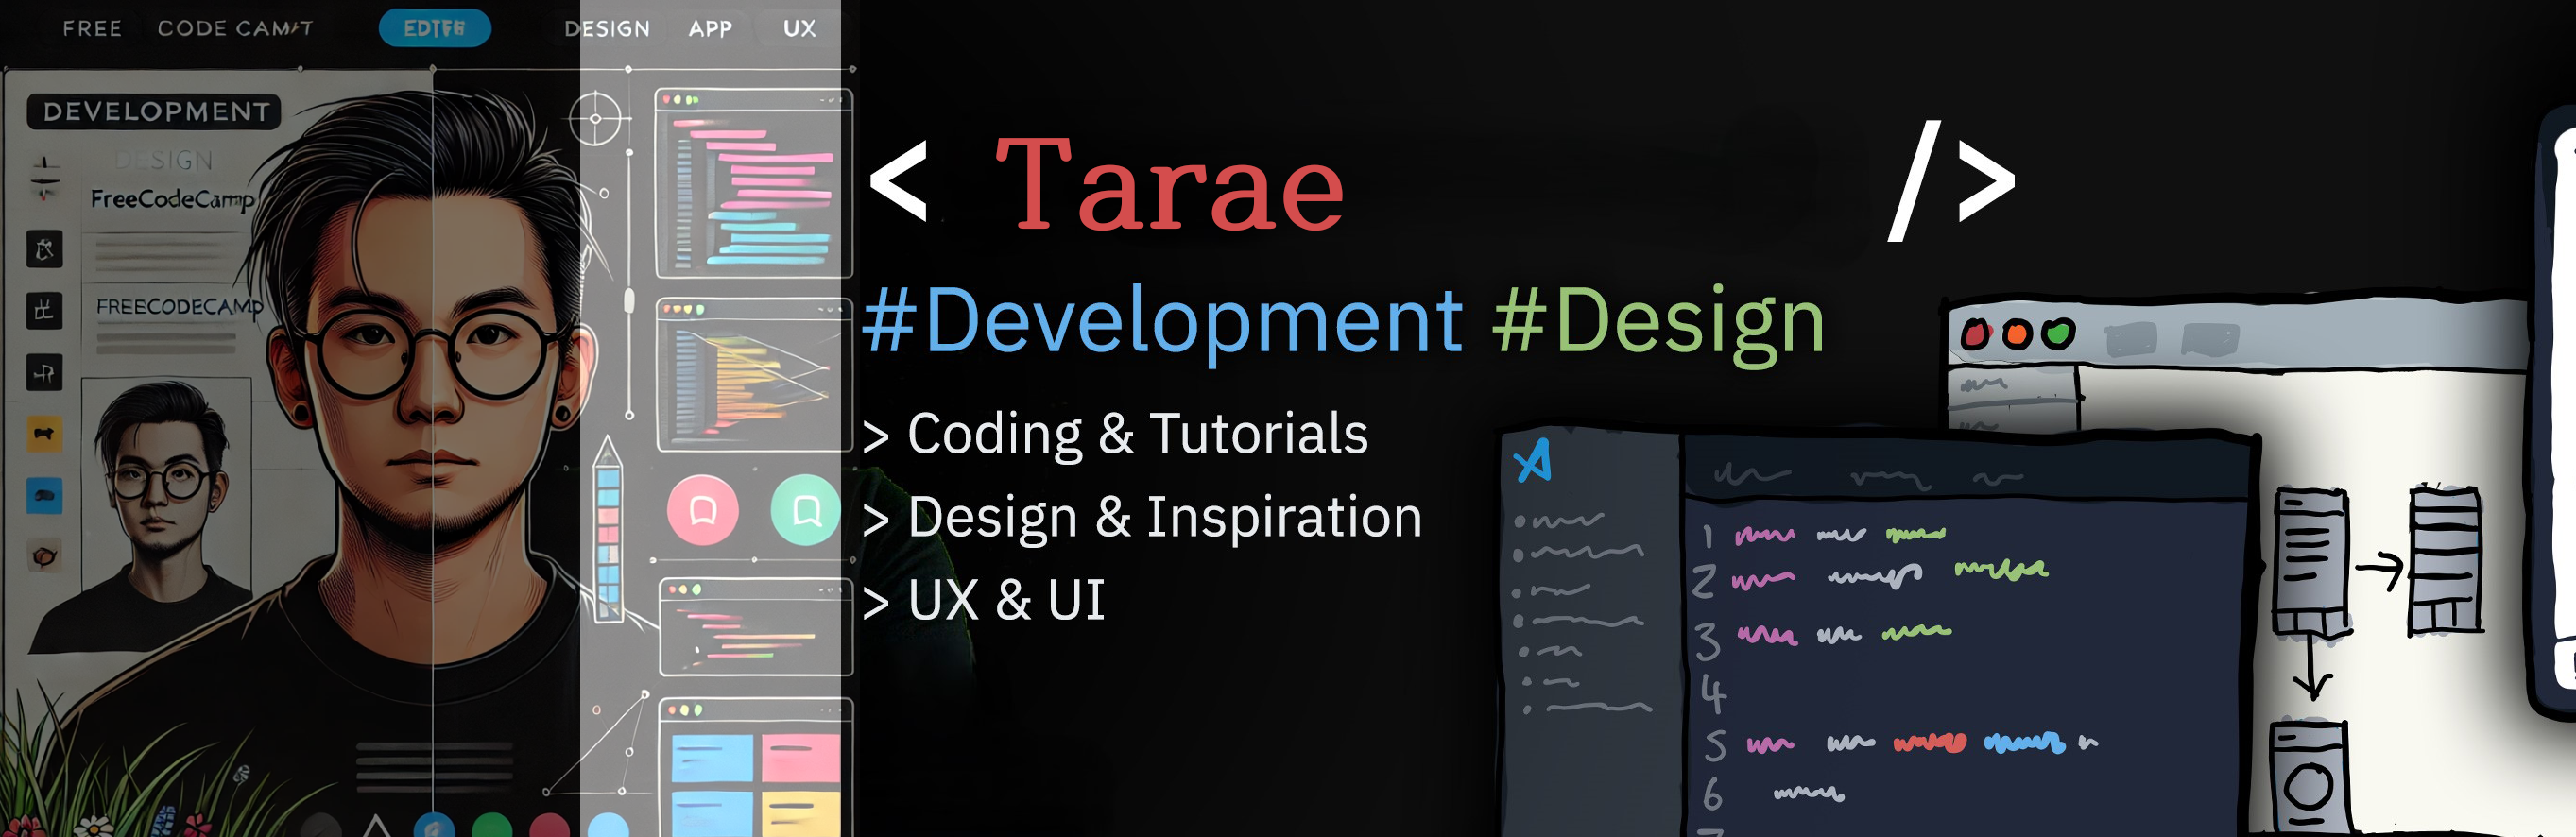 FREE CODE CAM
DESIGN APP UX
DEVELOPMENT
DESIGN
FreeCodeCamp
FREECODECAMP
< Tarae />
#Development #Design
> Coding & Tutorials
> Design & Inspiration
> UX & UI
1
2
3
4
5
6